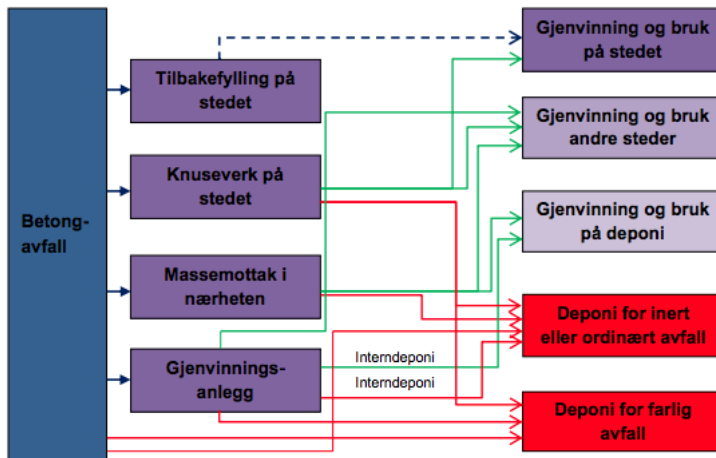 Betong-
avfall
Tilbakefylling på
stedet
Knuseverk på
stedet
Massemottak i
nærheten
Gjenvinnings-
anlegg
Interndeponi
Interndeponi
Gjenvinning og bruk
på stedet
Gjenvinning og bruk
andre steder
Gjenvinning og bruk
på deponi
Deponi for inert
eller ordinært avfall
Deponi for farlig
avfall